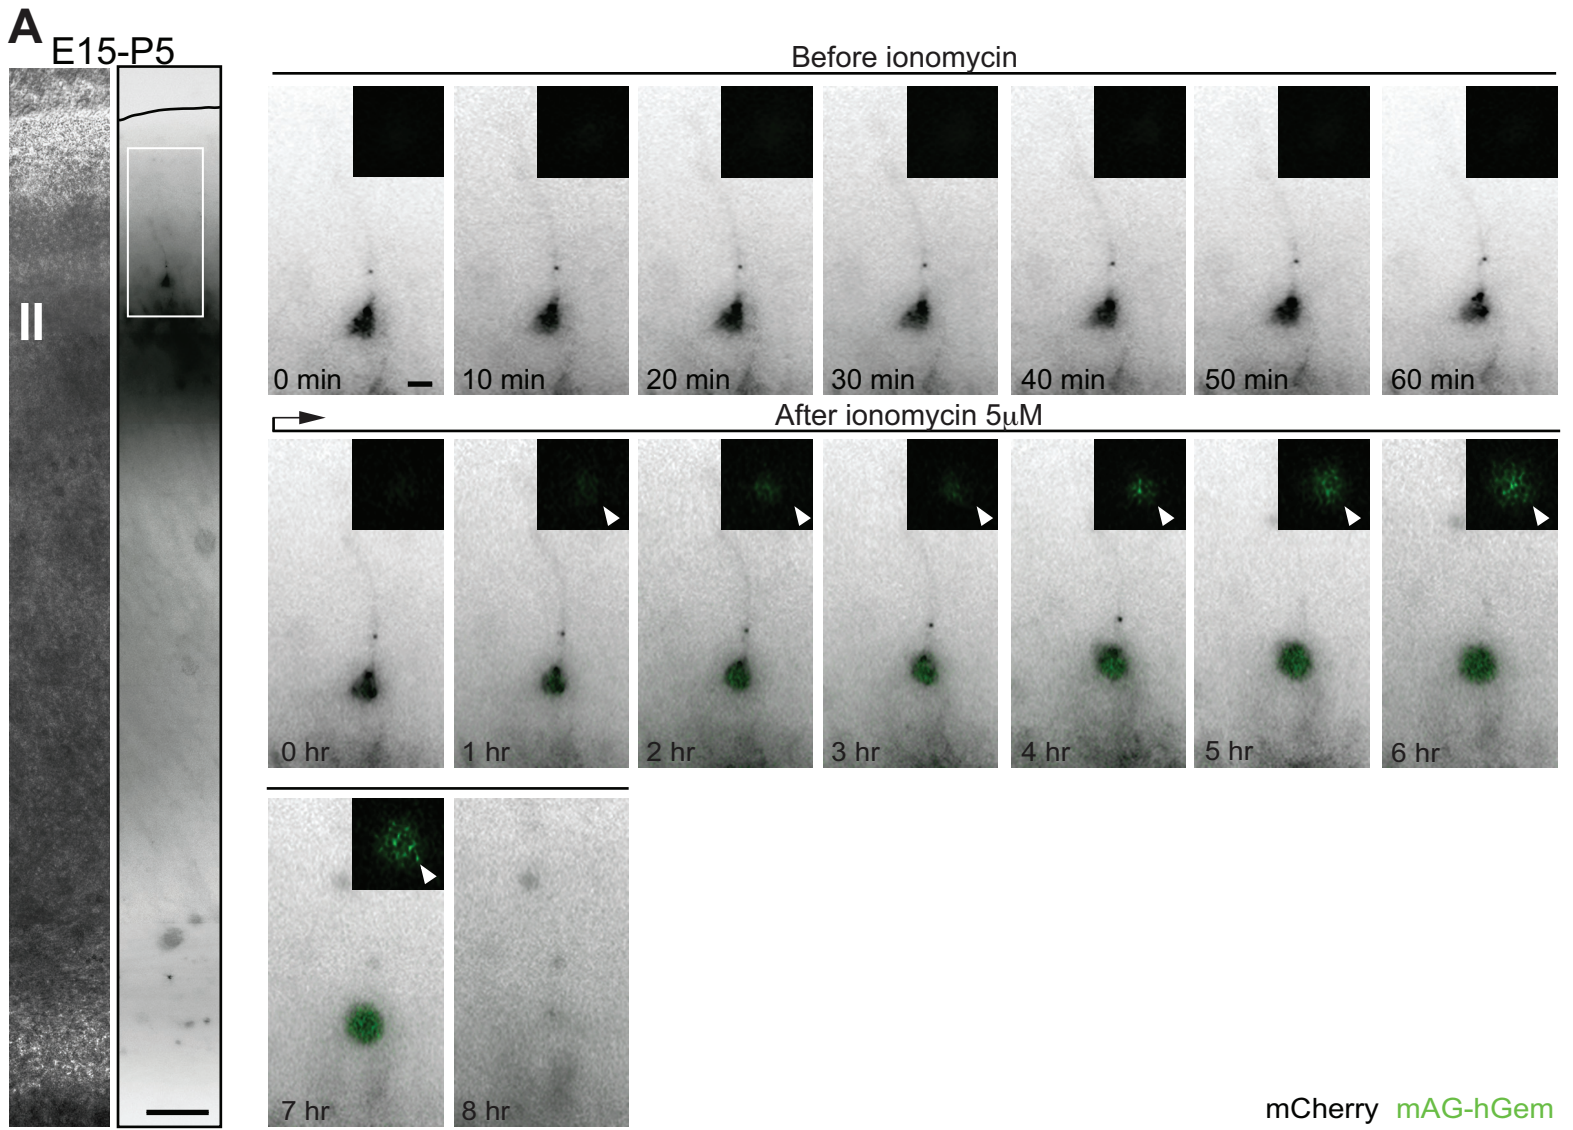 A
E15-P5
Before ionomycin
II
0 min 10 min 20 min 30 min 40 min 50 min 60 min
After ionomycin 5μM
0 hr 1 hr 2 hr 3 hr 4 hr 5 hr 6 hr
7 hr 8 hr
mCherry mAG-hGem